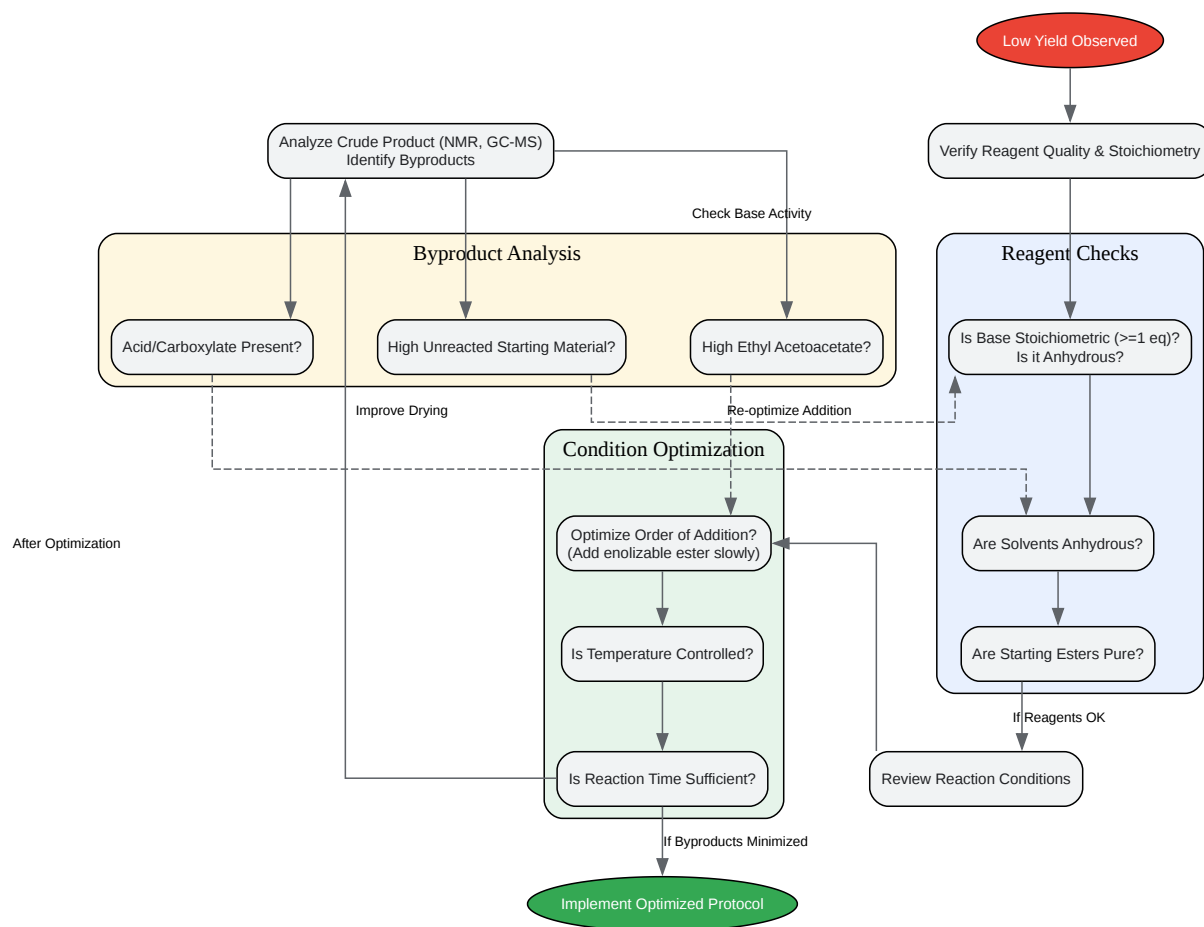 Low Yield Observed
Analyze Crude Product (NMR, GC-MS)
Identify Byproducts
Verify Reagent Quality & Stoichiometry
Check Base Activity
Byproduct Analysis
Reagent Checks
Acid/Carboxylate Present?
High Unreacted Starting Material?
High Ethyl Acetoacetate?
Is Base Stoichiometric (>=1 eq)?
Is it Anhydrous?
Improve Drying
Re-optimize Addition
Condition Optimization
After Optimization
Optimize Order of Addition?
(Add enolizable ester slowly)
Are Solvents Anhydrous?
Is Temperature Controlled?
Are Starting Esters Pure?
If Reagents OK
Is Reaction Time Sufficient?
Review Reaction Conditions
If Byproducts Minimized
Implement Optimized Protocol